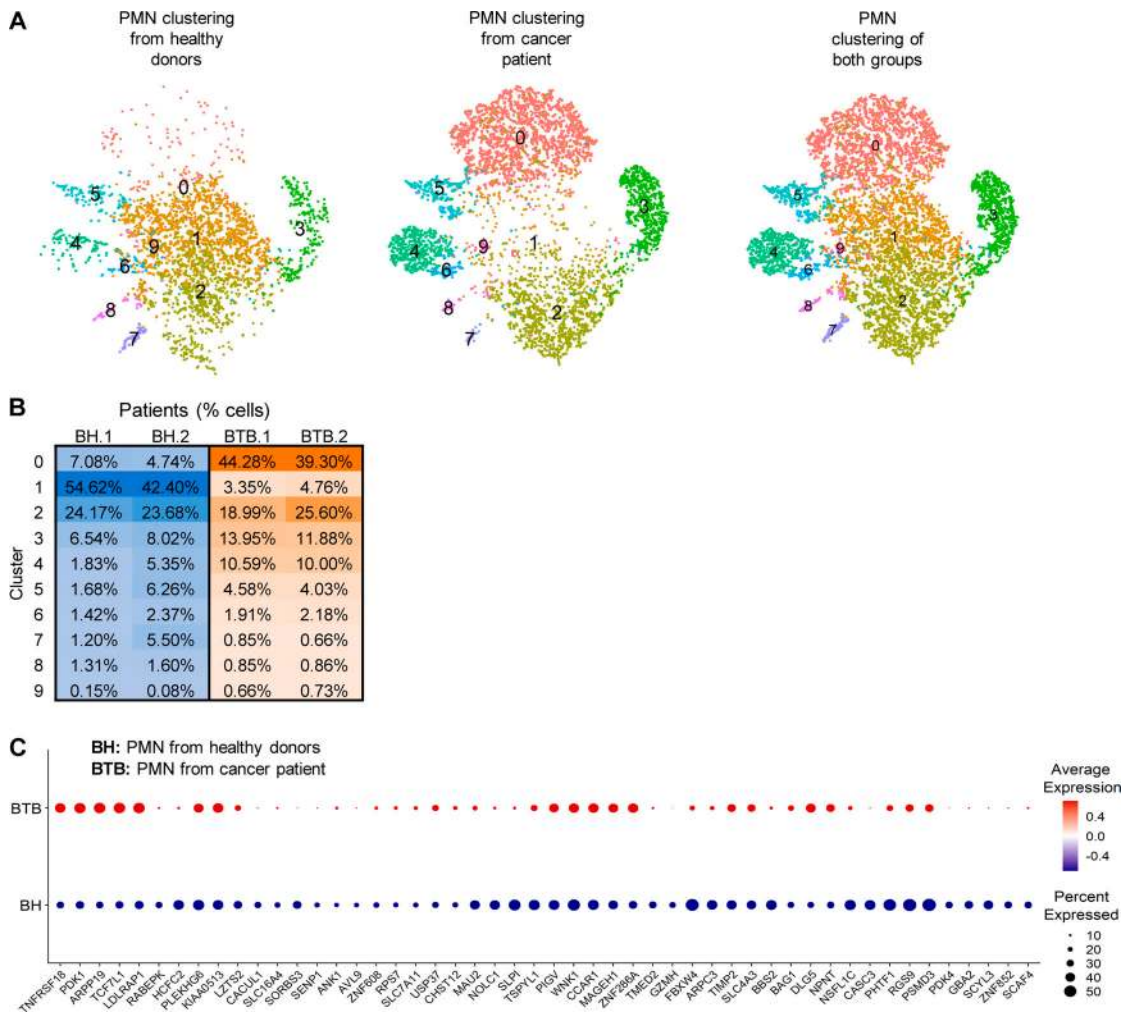 A
PMN clustering
from healthy
donors
PMN clustering
from cancer
patient
PMN
clustering of
both groups
0
5
3
4
9
1
6
2
8
7
0
5
3
4
9
1
6
8
2
7
0
5
3
4
9
1
6
8
2
7
B
Patients (% cells)
BH.1 BH.2 BTB.1 BTB.2
Cluster
0 7.08% 4.74% 44.28% 39.30%
1 54.62% 42.40% 3.35% 4.76%
2 24.17% 23.68% 18.99% 25.60%
3 6.54% 8.02% 13.95% 11.88%
4 1.83% 5.35% 10.59% 10.00%
5 1.68% 6.26% 4.58% 4.03%
6 1.42% 2.37% 1.91% 2.18%
7 1.20% 5.50% 0.85% 0.66%
8 1.31% 1.60% 0.85% 0.86%
9 0.15% 0.08% 0.66% 0.73%
C
BH: PMN from healthy donors
BTB: PMN from cancer patient
BTB
BH
Average
Expression
0.4
0.0
-0.4
Percent
Expressed
10
20
30
40
50
TNFRSF18
PDK1
ARPP19
TCF7L1
LDLRAP1
RABEPK
HCFC2
PLEKHG6
KIAA0513
LZTS2
CACUL1
SLC16A4
SORBS3
SENP1
ANK1
AVL9
ZNF608
RPS7
SLC7A11
USP37
CHST12
MAU2
NOLC1
SLPI
TSPYL1
PIGV
WNK1
CCAR1
MAGEH1
ZNF286A
TMED2
GZMH
FBXW4
ARPC3
TIMP2
SLC4A3
BBS2
BAG1
DLG5
NPNT
NSFL1C
CASC3
PHTF1
RGS9
PSMD3
PDK4
GBA2
SCYL3
ZNF852
SCAF4